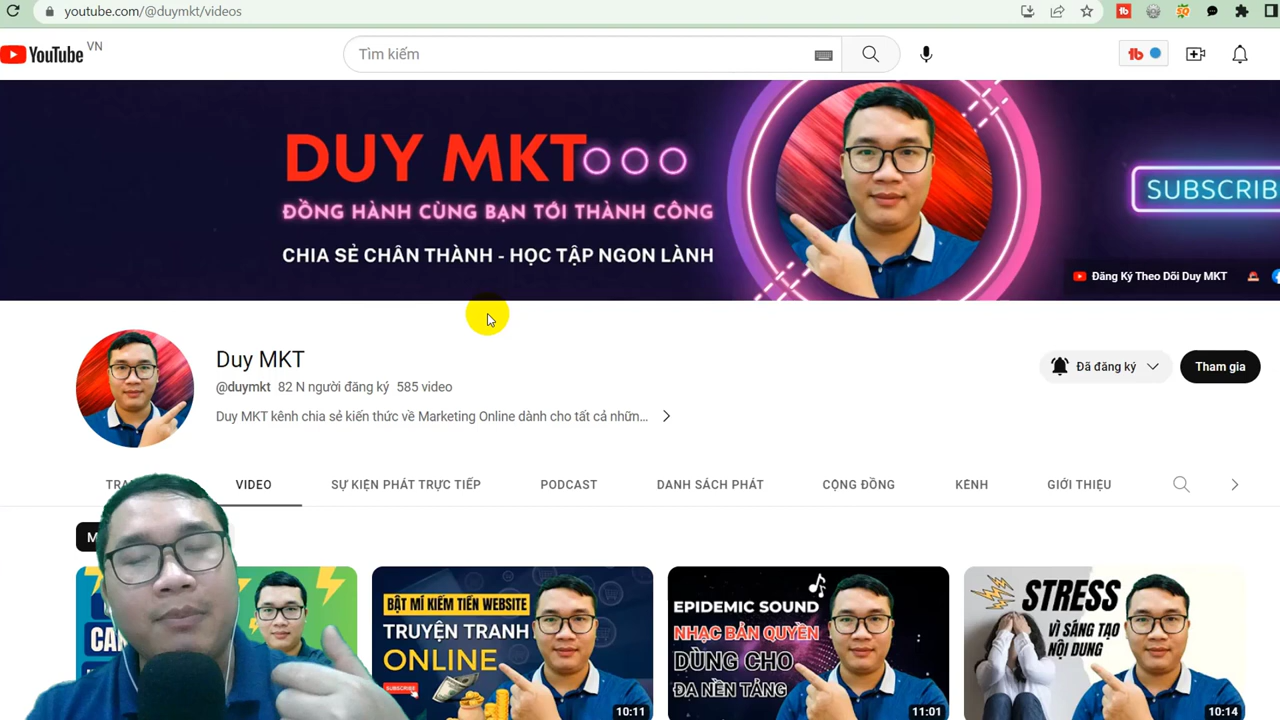 youtube.com/@duymkt/videos
YouTube VN
Tìm kiếm
DUY MKT
ĐỒNG HÀNH CÙNG BẠN TỚI THÀNH CÔNG
CHIA SẺ CHÂN THÀNH - HỌC TẬP NGON LÀNH
SUBSCRIB
Đăng Ký Theo Dõi Duy MKT
Duy MKT
@duymkt 82 N người đăng ký 585 video
Duy MKT kênh chia sẻ kiến thức về Marketing Online dành cho tất cả nhữn...
Đã đăng ký
Tham gia
VIDEO
SỰ KIỆN PHÁT TRỰC TIẾP
PODCAST
DANH SÁCH PHÁT
CỘNG ĐỒNG
KÊNH
GIỚI THIỆU
BẬT MÍ KIẾM TIỀN WEBSITE
TRUYỆN TRANH
ONLINE
SUBSCRIBE
10:11
EPIDEMIC SOUND
NHẠC BẢN QUYỀN
DÙNG CHO
ĐA NỀN TẢNG
11:01
STRESS
VÌ SÁNG TẠO
NỘI DUNG
10:14